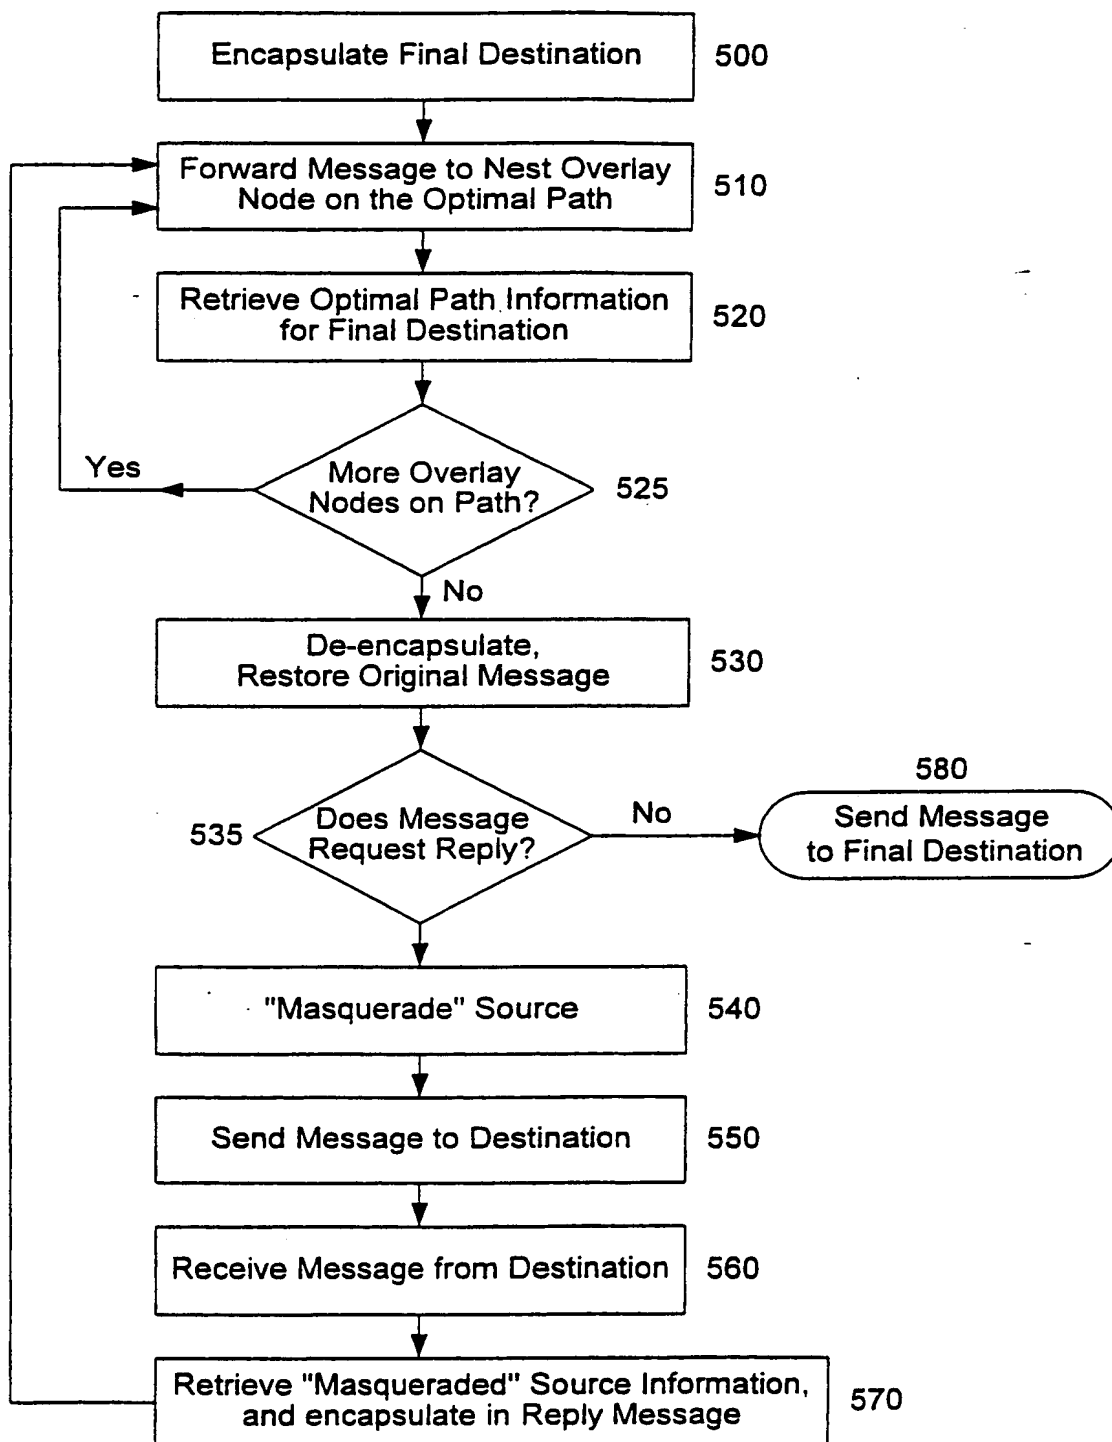 Encapsulate Final Destination 500
Forward Message to Nest Overlay 
Node on the Optimal Path
510
Retrieve Optimal Path Information
for Final Destination
520
Yes
More Overlay
Nodes on Path?
525
No
De-encapsulate,
Restore Original Message
530
535
Does Message
Request Reply?
No
580
Send Message
to Final Destination
"Masquerade" Source 540
Send Message to Destination 550
Receive Message from Destination 560
Retrieve "Masqueraded" Source Information,
and encapsulate in Reply Message
570